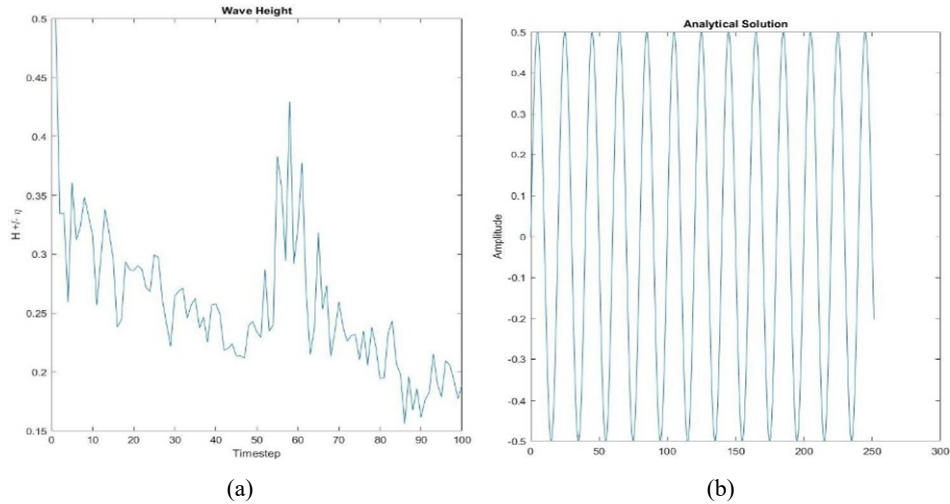 Wave Height
0.5
0.45
0.4
0.35
0.3
0.25
0.2
0.15
H +/- η
0 10 20 30 40 50 60 70 80 90 100
Timestep
(a)
Analytical Solution
0.5
0.4
0.3
0.2
0.1
0
-0.1
-0.2
-0.3
-0.4
-0.5
Amplitude
0 50 100 150 200 250 300
(b)